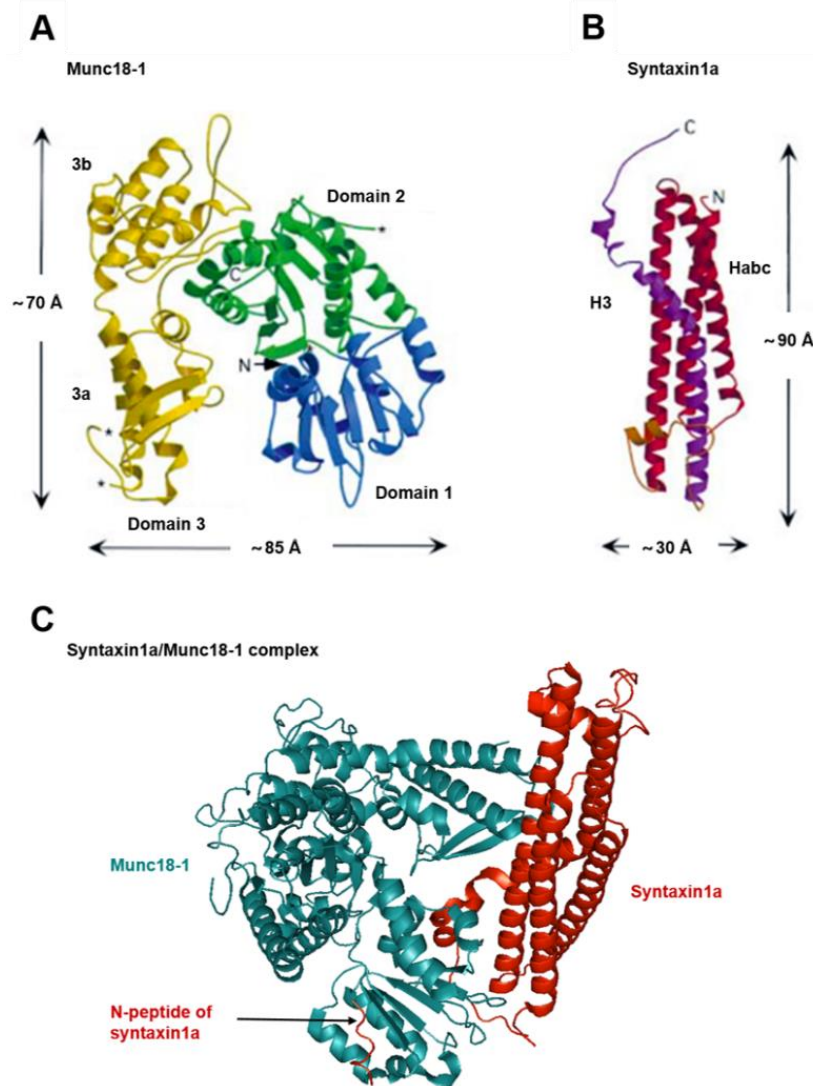 A
Munc18-1
3b
Domain 2
*
C
~70 Å
N
3a
*
*
Domain 1
Domain 3
~85 Å
B
Syntaxin1a
C
N
Habc
H3
~90 Å
~30 Å
C
Syntaxin1a/Munc18-1 complex
Munc18-1
Syntaxin1a
N-peptide of
syntaxin1a